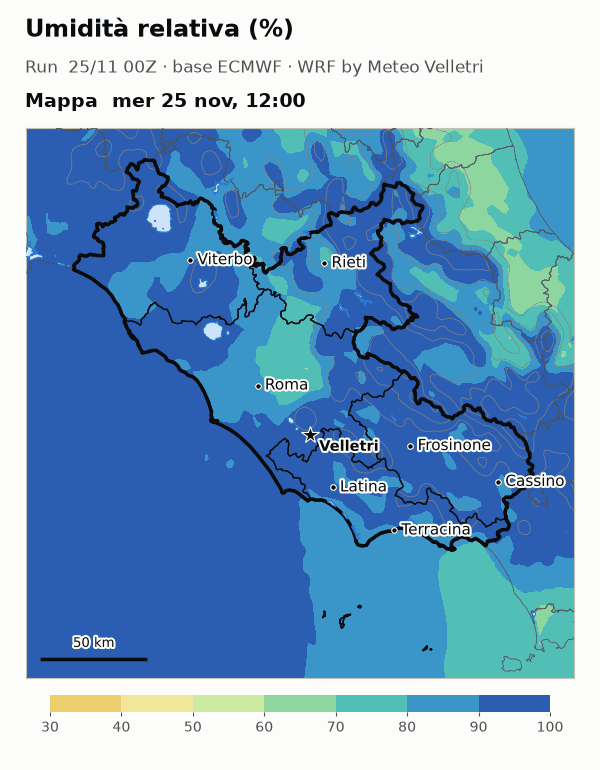 Umidità relativa (%)
Run  25/11 00Z · base ECMWF · WRF by Meteo Velletri
Mappa  mer 25 nov, 12:00
Viterbo
Rieti
Roma
Velletri
Frosinone
Cassino
Latina
Terracina
50 km
30 40 50 60 70 80 90 100